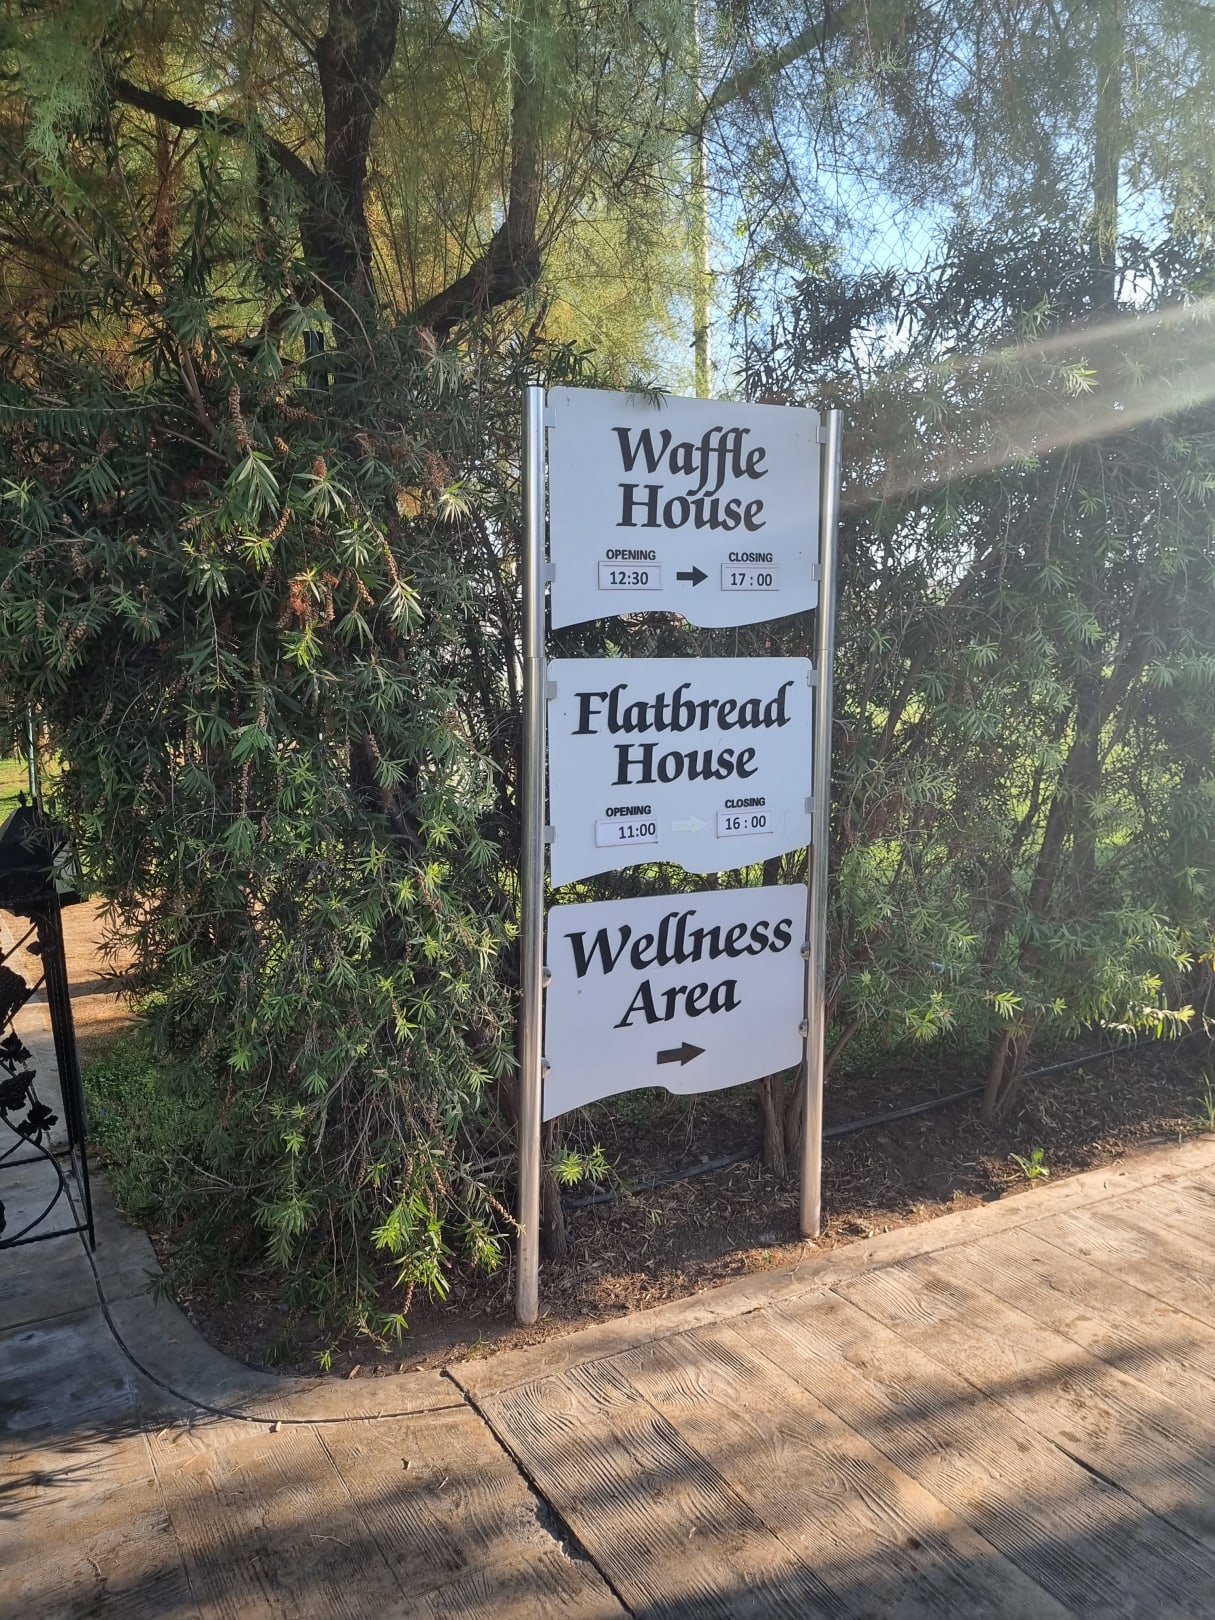 Waffle
House
OPENING CLOSING
12:30 17 : 00
Flatbread
House
OPENING CLOSING
11:00 16 : 00
Wellness
Area